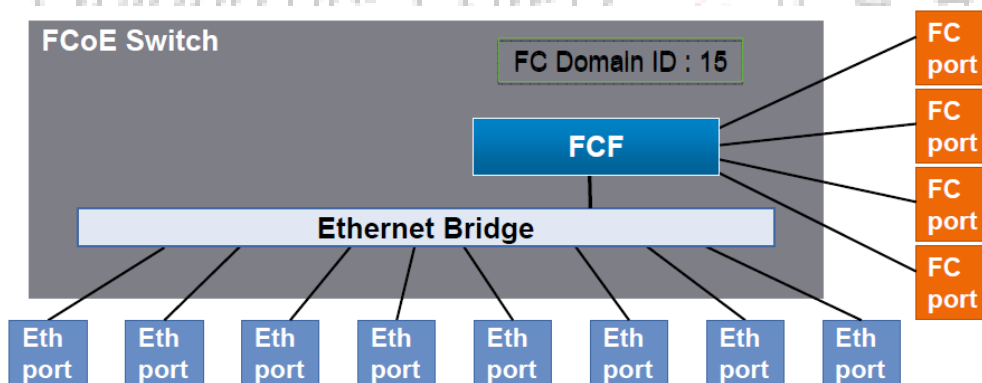 FCoE Switch
FC Domain ID : 15
FC
port
FC
port
FCF
FC
port
Ethernet Bridge
FC
port
Eth
port
Eth
port
Eth
port
Eth
port
Eth
port
Eth
port
Eth
port
Eth
port